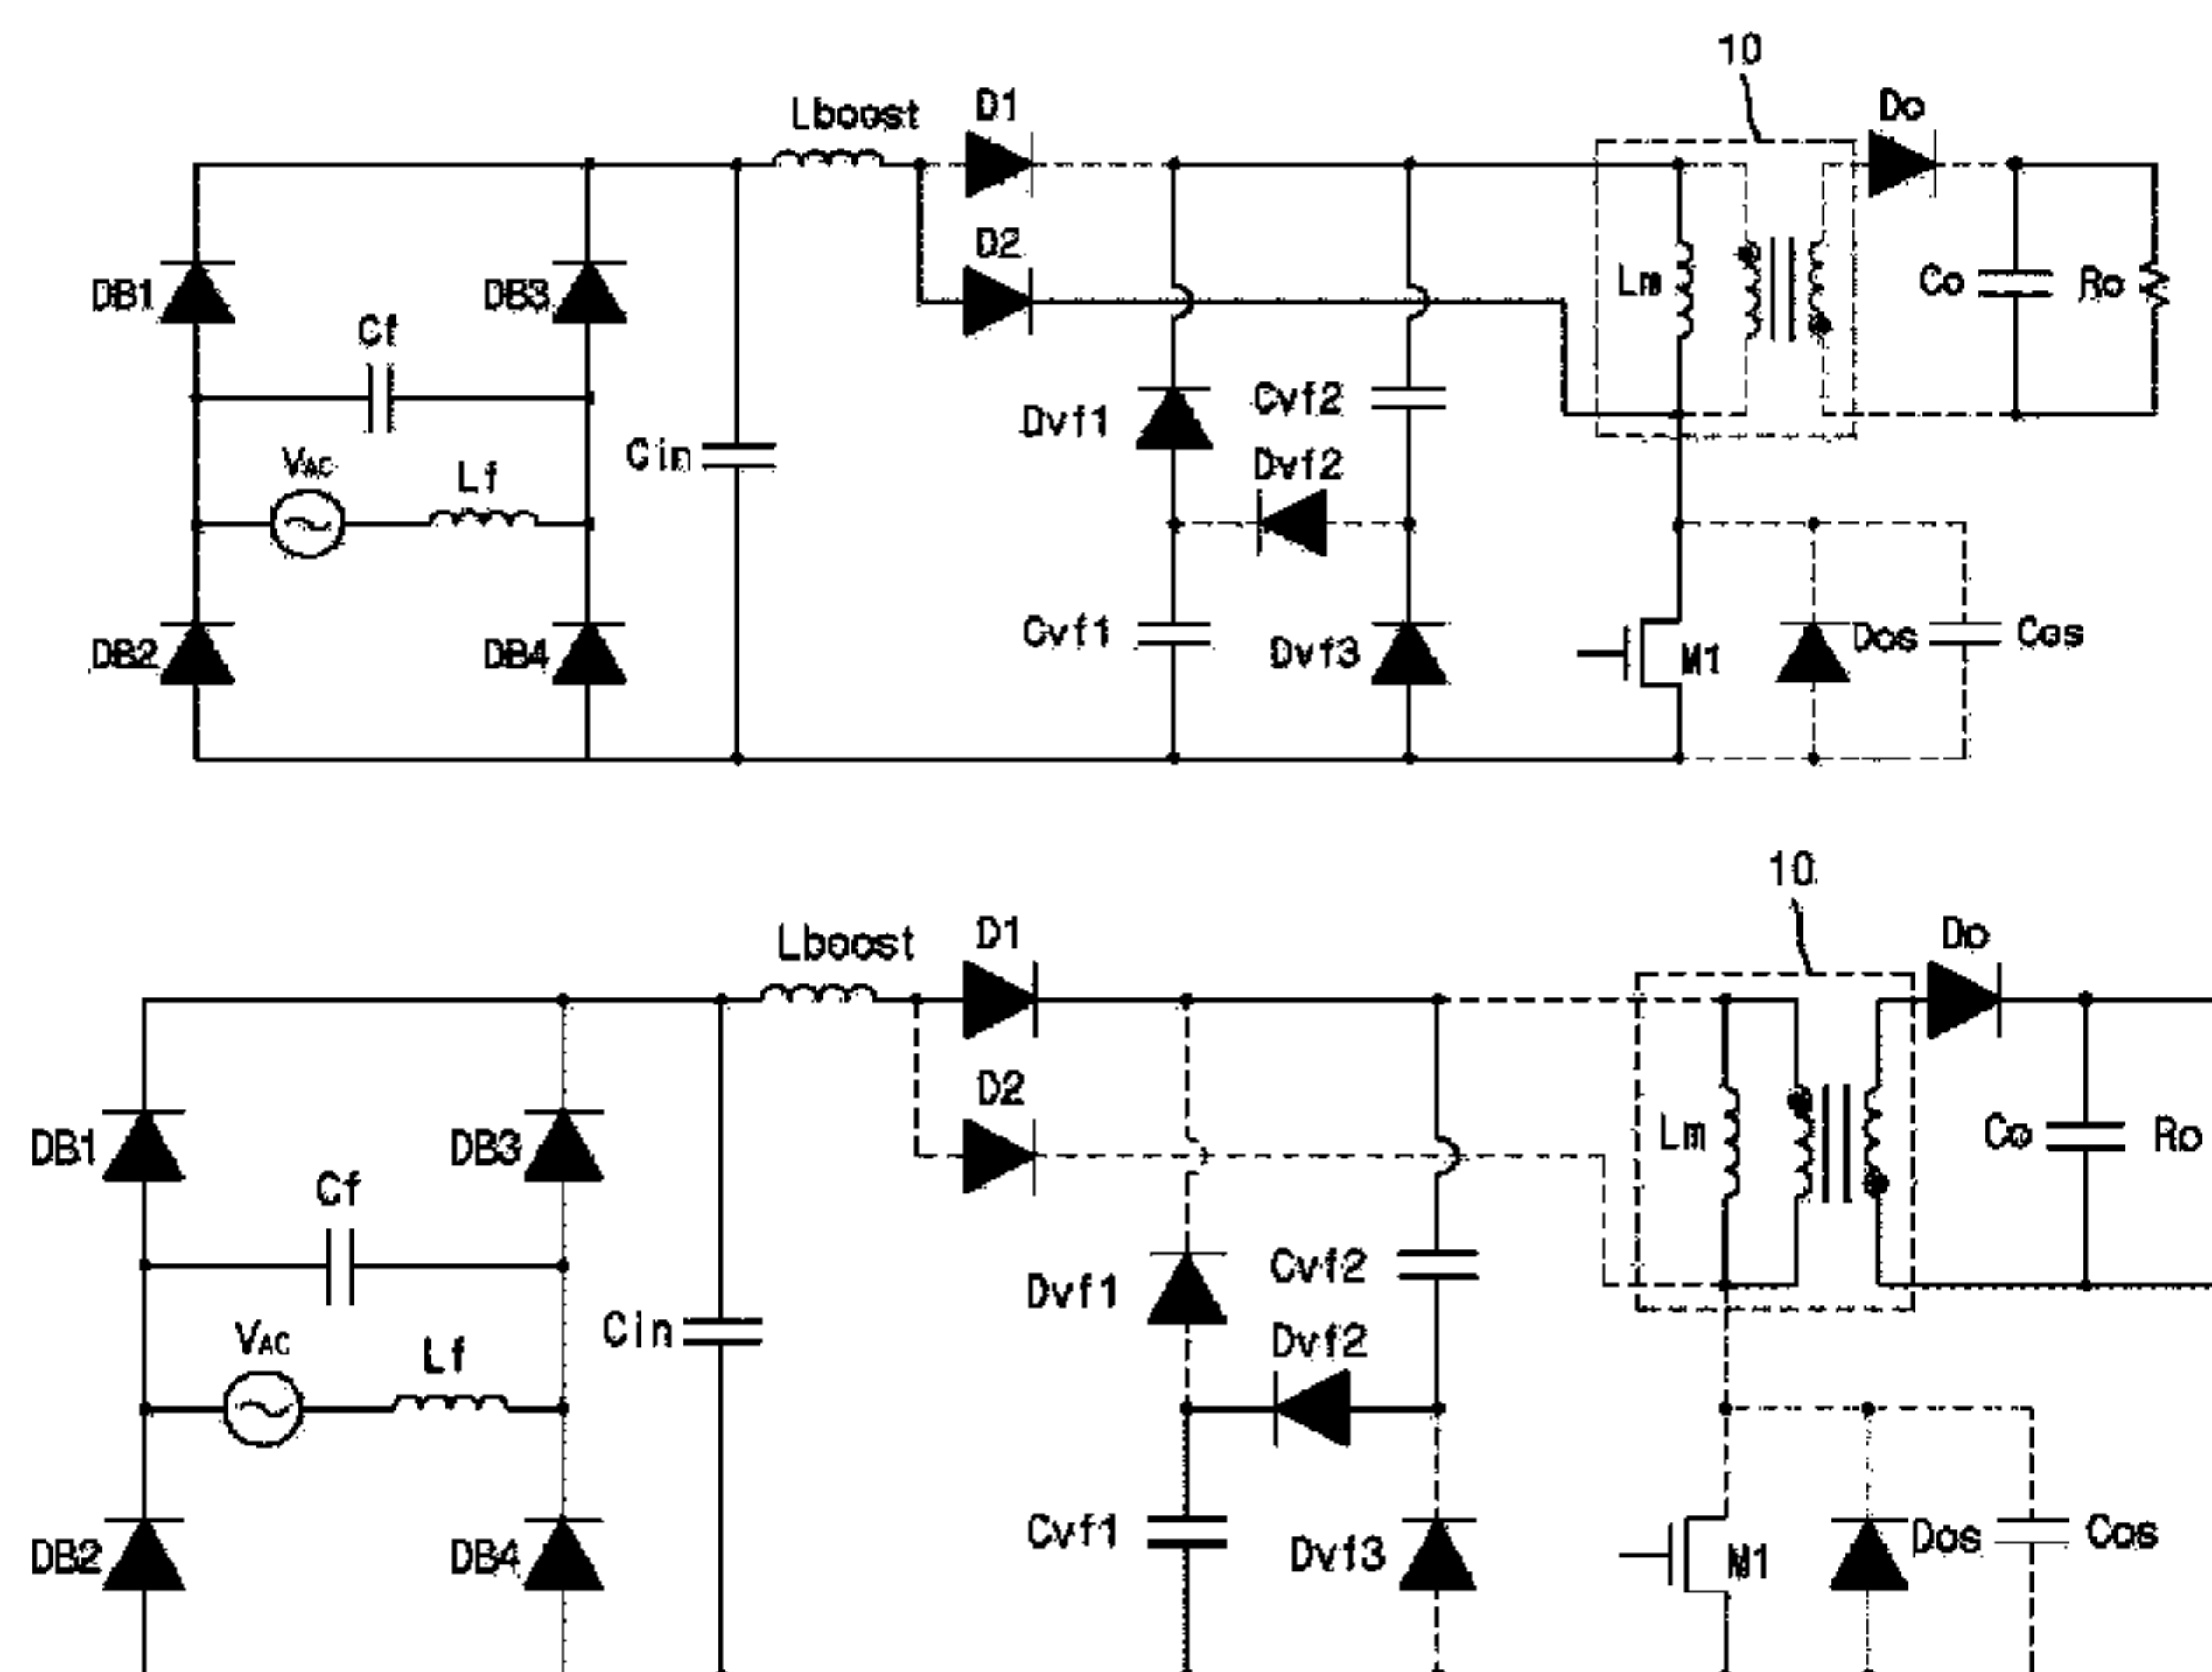 10
Lboost
D1
Do
D2
DB1
DB3
Lm
Co
Ro
Cf
Cvf2
Dvf1
VAC
Lf
Cin
Dvf2
DB2
DB4
Cvf1
Dvf3
M1
Dos
Cos
10
Lboost
D1
Do
D2
DB1
DB3
Lm
Co
Ro
Cf
Dvf1
Cvf2
VAC
Lf
Cin
Dvf2
DB2
DB4
Cvf1
Dvf3
M1
Dos
Cos